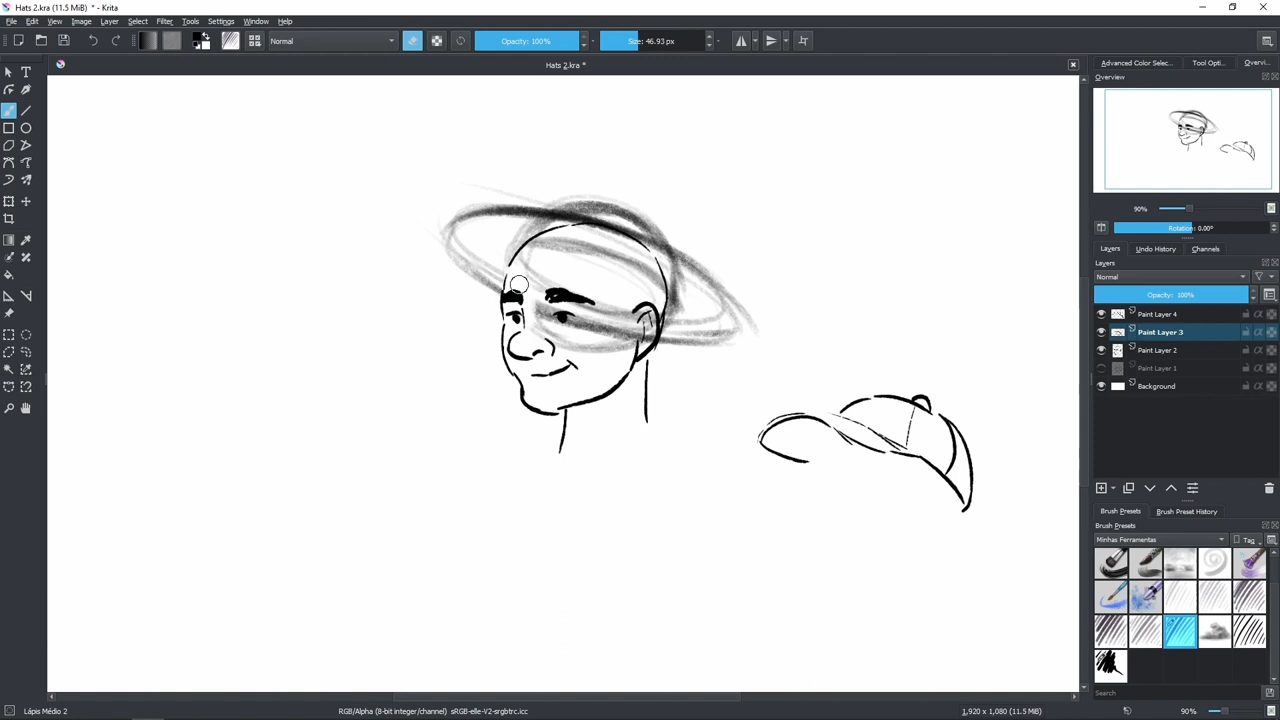 Hats 2.kra (11.5 MiB) * - Krita
File Edit View Image Layer Select Filter Tools Settings Window Help
Normal Opacity: 100% Size: 46.93 px
Hats 2.kra * Advanced Color Selec... Tool Opti... Overvi...
Overview
90%
Rotation: 0.00°
Layers Undo History Channels
Layers
Normal
Opacity: 100%
Paint Layer 4
Paint Layer 3
Paint Layer 2
Paint Layer 1
Background
Brush Presets Brush Preset History
Brush Presets
Minhas Ferramentas Tag
Search
Lápis Médio 2 RGB/Alpha (8-bit integer/channel) sRGB-elle-V2-srgbtrc.icc 1,920 x 1,080 (11.5 MiB) 90%